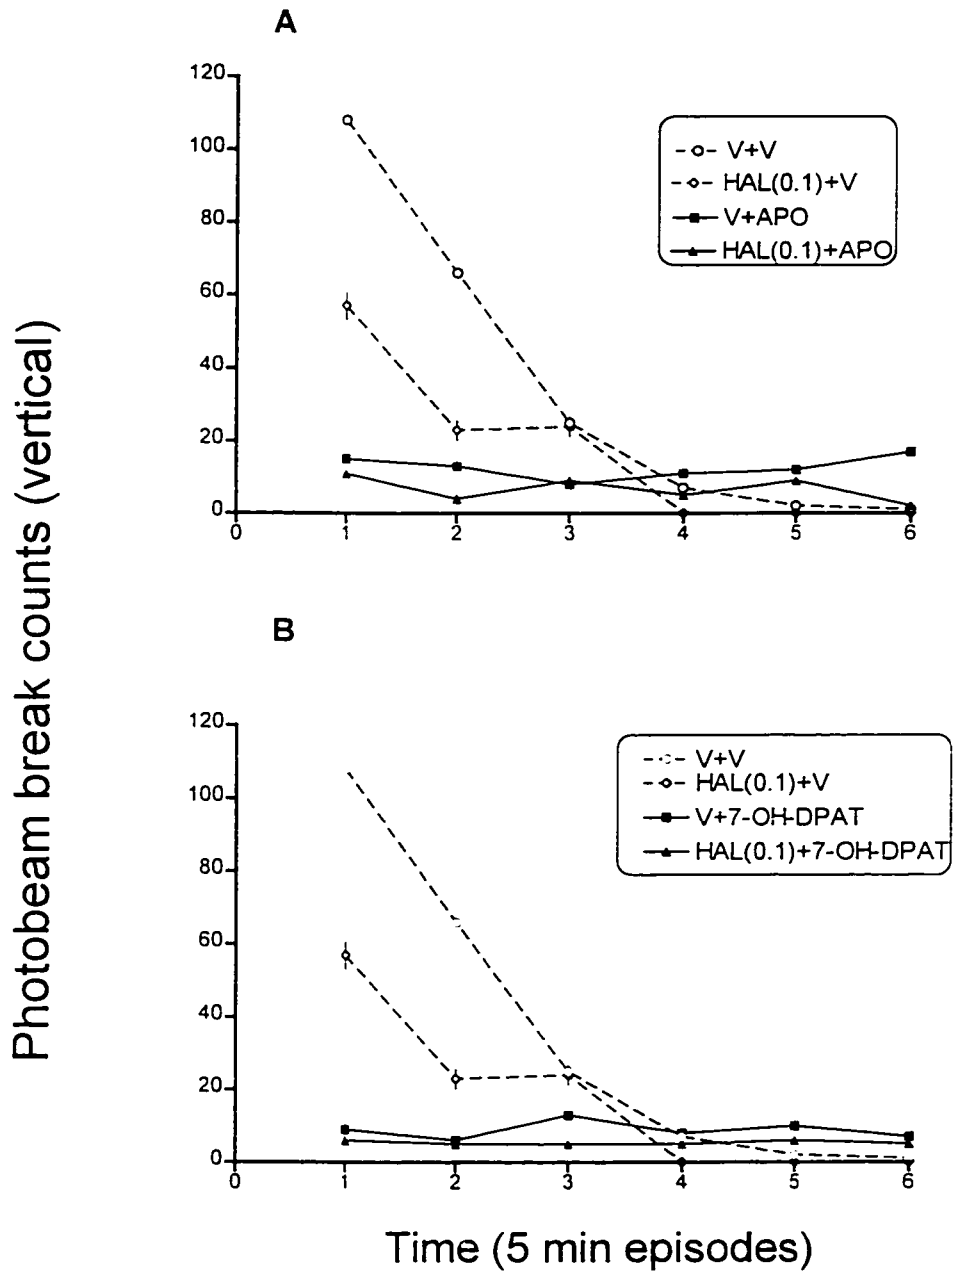 A
120
100
80
60
40
20
0
0 1 2 3 4 5 6
V+V
HAL(0.1)+V
V+APO
HAL(0.1)+APO
Photobeam break counts (vertical)
B
120
100
80
60
40
20
0
0 1 2 3 4 5 6
V+V
HAL(0.1)+V
V+7-OH-DPAT
HAL(0.1)+7-OH-DPAT
Time (5 min episodes)